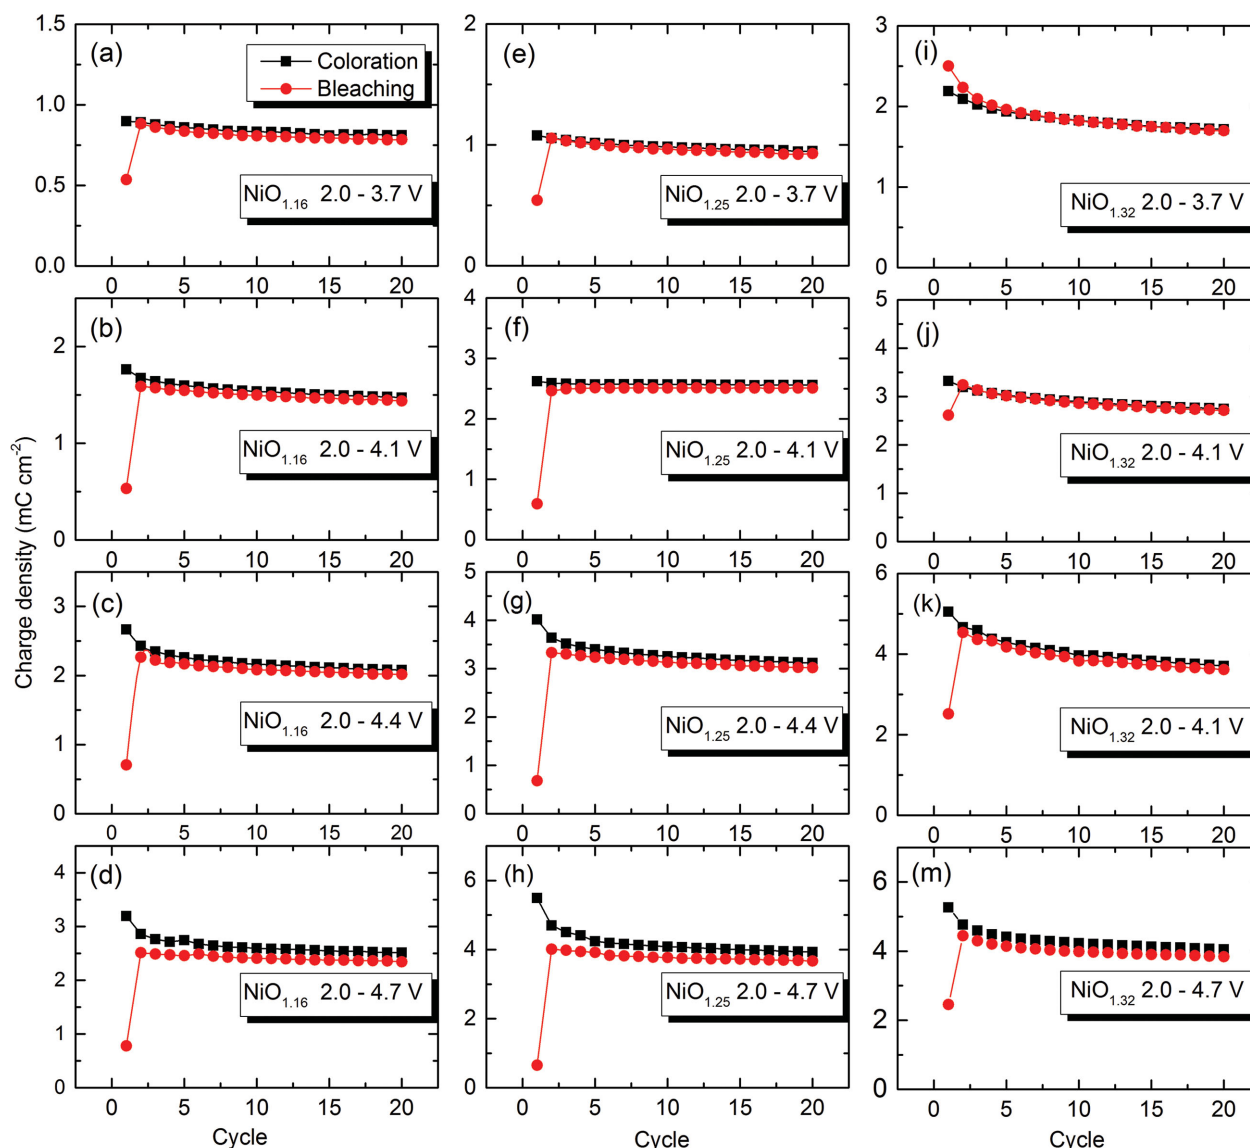 (a)
Coloration
Bleaching
NiO1.16 2.0 - 3.7 V
1.5
1.0
0.5
0.0
0 5 10 15 20
(e)
NiO1.25 2.0 - 3.7 V
2
1
0
0 5 10 15 20
(i)
NiO1.32 2.0 - 3.7 V
3
2
1
0
0 5 10 15 20
(b)
NiO1.16 2.0 - 4.1 V
2
1
0
0 5 10 15 20
(f)
NiO1.25 2.0 - 4.1 V
4
3
2
1
0
0 5 10 15 20
(j)
NiO1.32 2.0 - 4.1 V
5
4
3
2
1
0
0 5 10 15 20
Charge density (mC cm-2)
(c)
NiO1.16 2.0 - 4.4 V
3
2
1
0
0 5 10 15 20
(g)
NiO1.25 2.0 - 4.4 V
5
4
3
2
1
0
0 5 10 15 20
(k)
NiO1.32 2.0 - 4.1 V
6
4
2
0
0 5 10 15 20
(d)
NiO1.16 2.0 - 4.7 V
4
3
2
1
0
0 5 10 15 20
Cycle
(h)
NiO1.25 2.0 - 4.7 V
6
4
2
0
0 5 10 15 20
Cycle
(m)
NiO1.32 2.0 - 4.7 V
6
4
2
0
0 5 10 15 20
Cycle